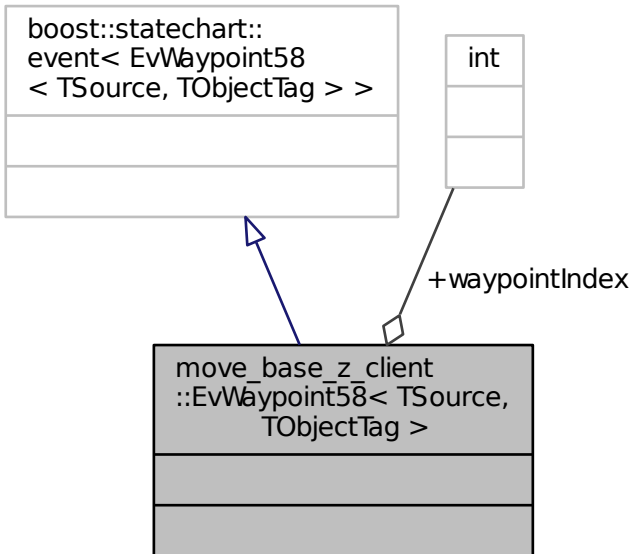 boost::statechart::
event< EvWaypoint58
< TSource, TObjectTag > >
int
+waypointIndex
move_base_z_client
::EvWaypoint58< TSource,
TObjectTag >